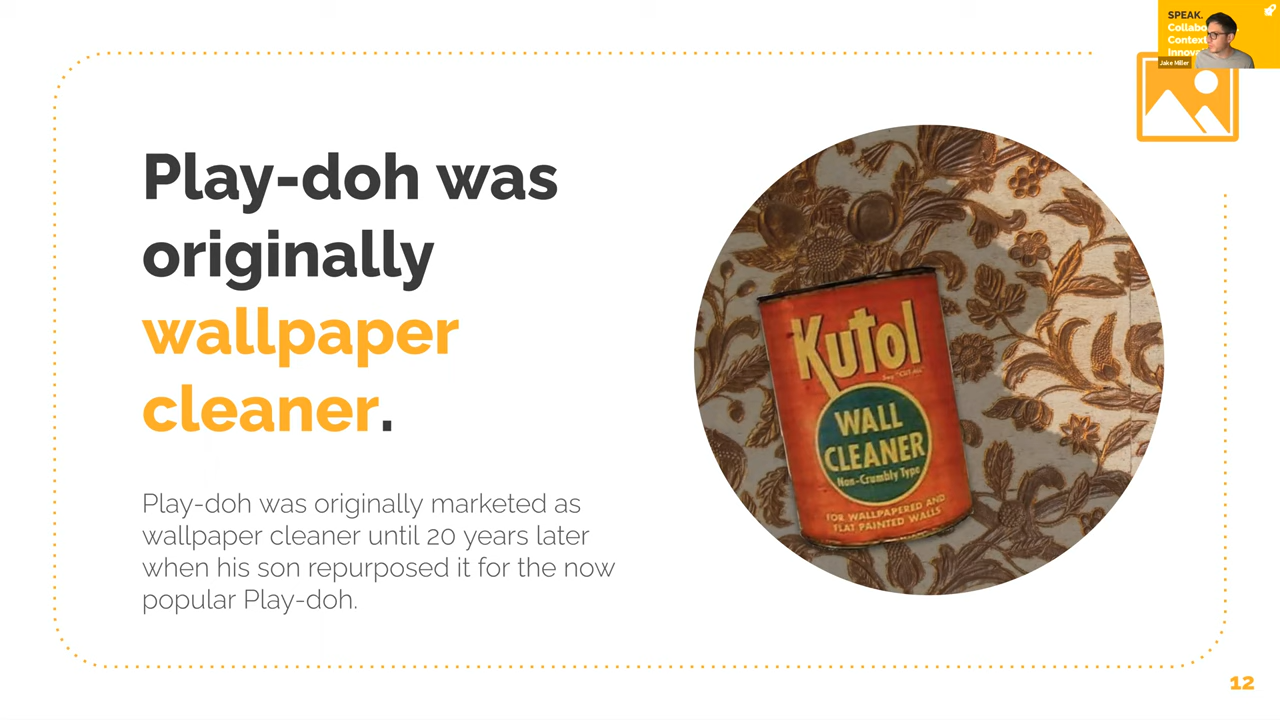 SPEAK.
Jake Miller
Play-doh was
originally
wallpaper
cleaner.
Play-doh was originally marketed as
wallpaper cleaner until 20 years later
when his son repurposed it for the now
popular Play-doh.
Kutol
WALL
CLEANER
Non-Crumbly Type
FOR WALLPAPERED AND
FLAT PAINTED WALLS
12